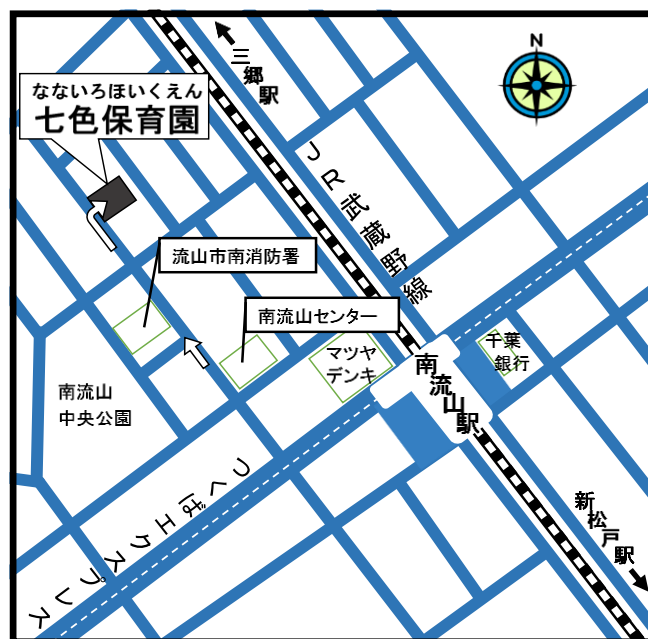 N
三郷駅
なないろほいくえん
七色保育園
JR武蔵野線
流山市南消防署
南流山センター
マツヤ
デンキ
千葉
銀行
南流山駅
南流山
中央公園
つくばエクスプレス
新松戸駅